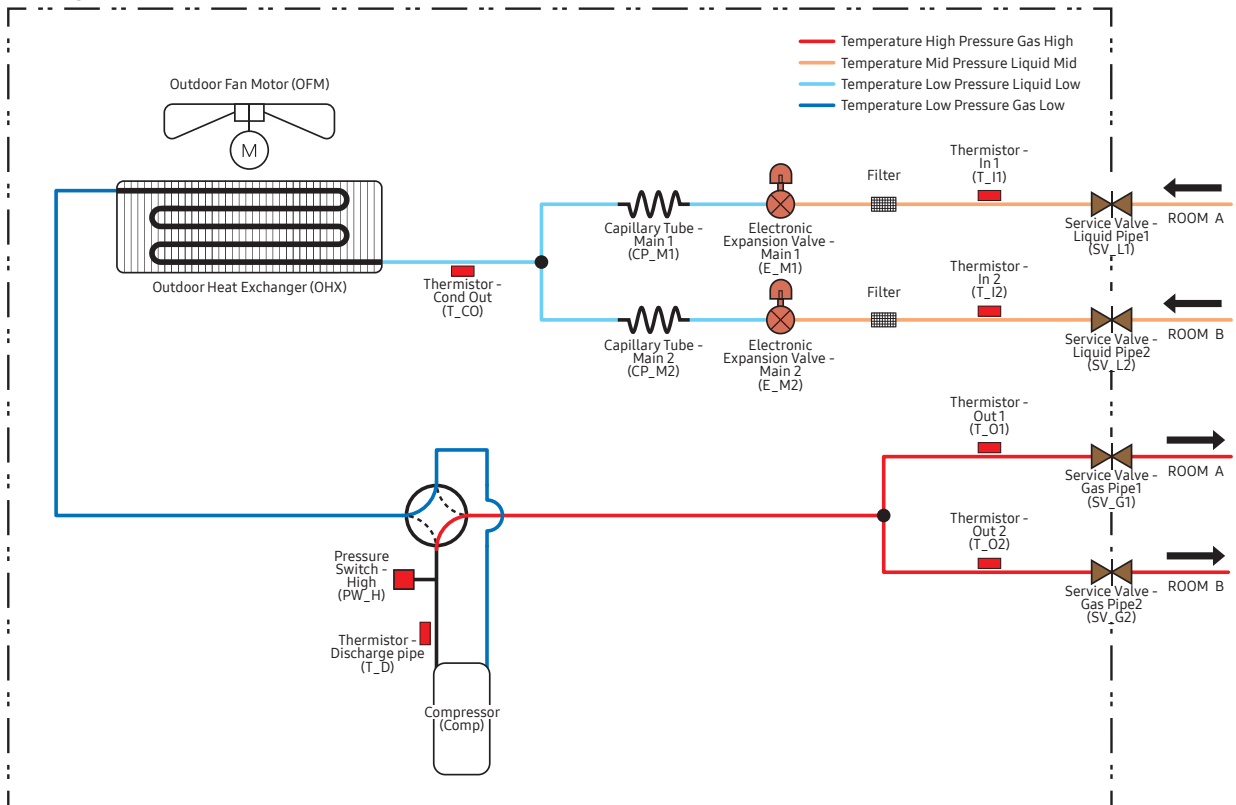 Temperature High Pressure Gas High
Temperature Mid Pressure Liquid Mid
Temperature Low Pressure Liquid Low
Temperature Low Pressure Gas Low
Outdoor Fan Motor (OFM)
M
Outdoor Heat Exchanger (OHX)
Thermistor -
Cond Out
(T_CO)
Capillary Tube -
Main 1
(CP_M1)
Electronic
Expansion Valve -
Main 1
(E_M1)
Filter
Thermistor -
In 1
(T_I1)
Service Valve -
Liquid Pipe1
(SV_L1)
ROOM A
Capillary Tube -
Main 2
(CP_M2)
Electronic
Expansion Valve -
Main 2
(E_M2)
Filter
Thermistor -
In 2
(T_I2)
Service Valve -
Liquid Pipe2
(SV_L2)
ROOM B
Thermistor -
Out 1
(T_O1)
Service Valve -
Gas Pipe1
(SV_G1)
ROOM A
Thermistor -
Out 2
(T_O2)
Service Valve -
Gas Pipe2
(SV_G2)
ROOM B
Pressure
Switch -
High
(PW_H)
Thermistor -
Discharge pipe
(T_D)
Compressor
(Comp)